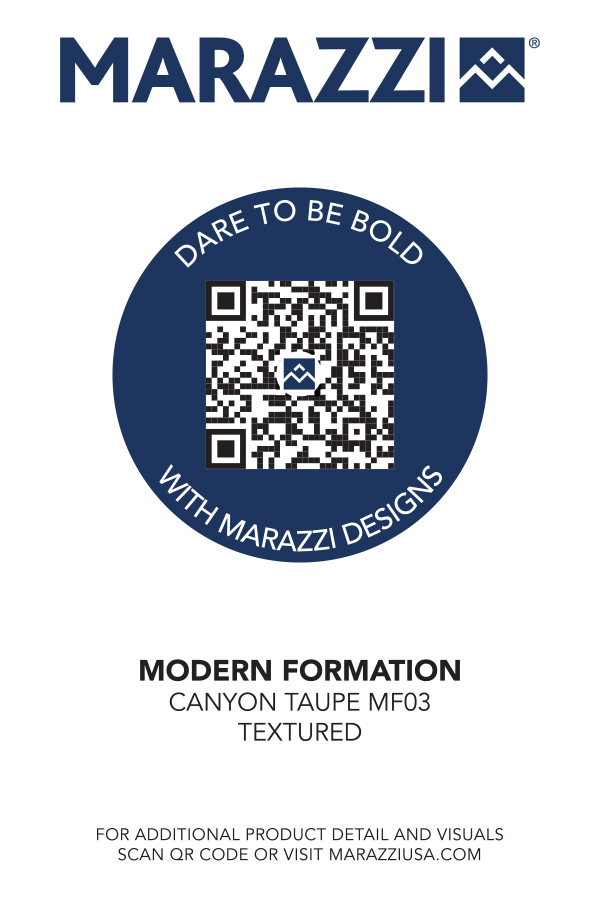 MARAZZI®
DARE TO BE BOLD
WITH MARAZZI DESIGNS
MODERN FORMATION
CANYON TAUPE MF03
TEXTURED
FOR ADDITIONAL PRODUCT DETAIL AND VISUALS
SCAN QR CODE OR VISIT MARAZZIUSA.COM